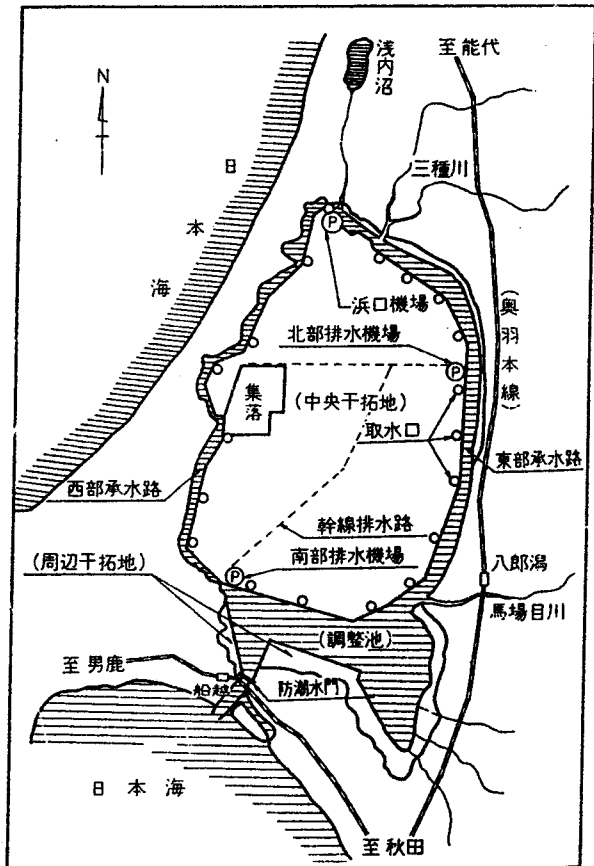 至能代
浅内沼
N
三種川
日本海
浜口機場
(奥羽本線)
北部排水機場
P
P
集落
(中央干拓地)
取水口
東部承水路
西部承水路
幹線排水路
(周辺干拓地)
南部排水機場
P
八郎潟
馬場目川
(調整池)
至男鹿
船越
防潮水門
日本海
至秋田